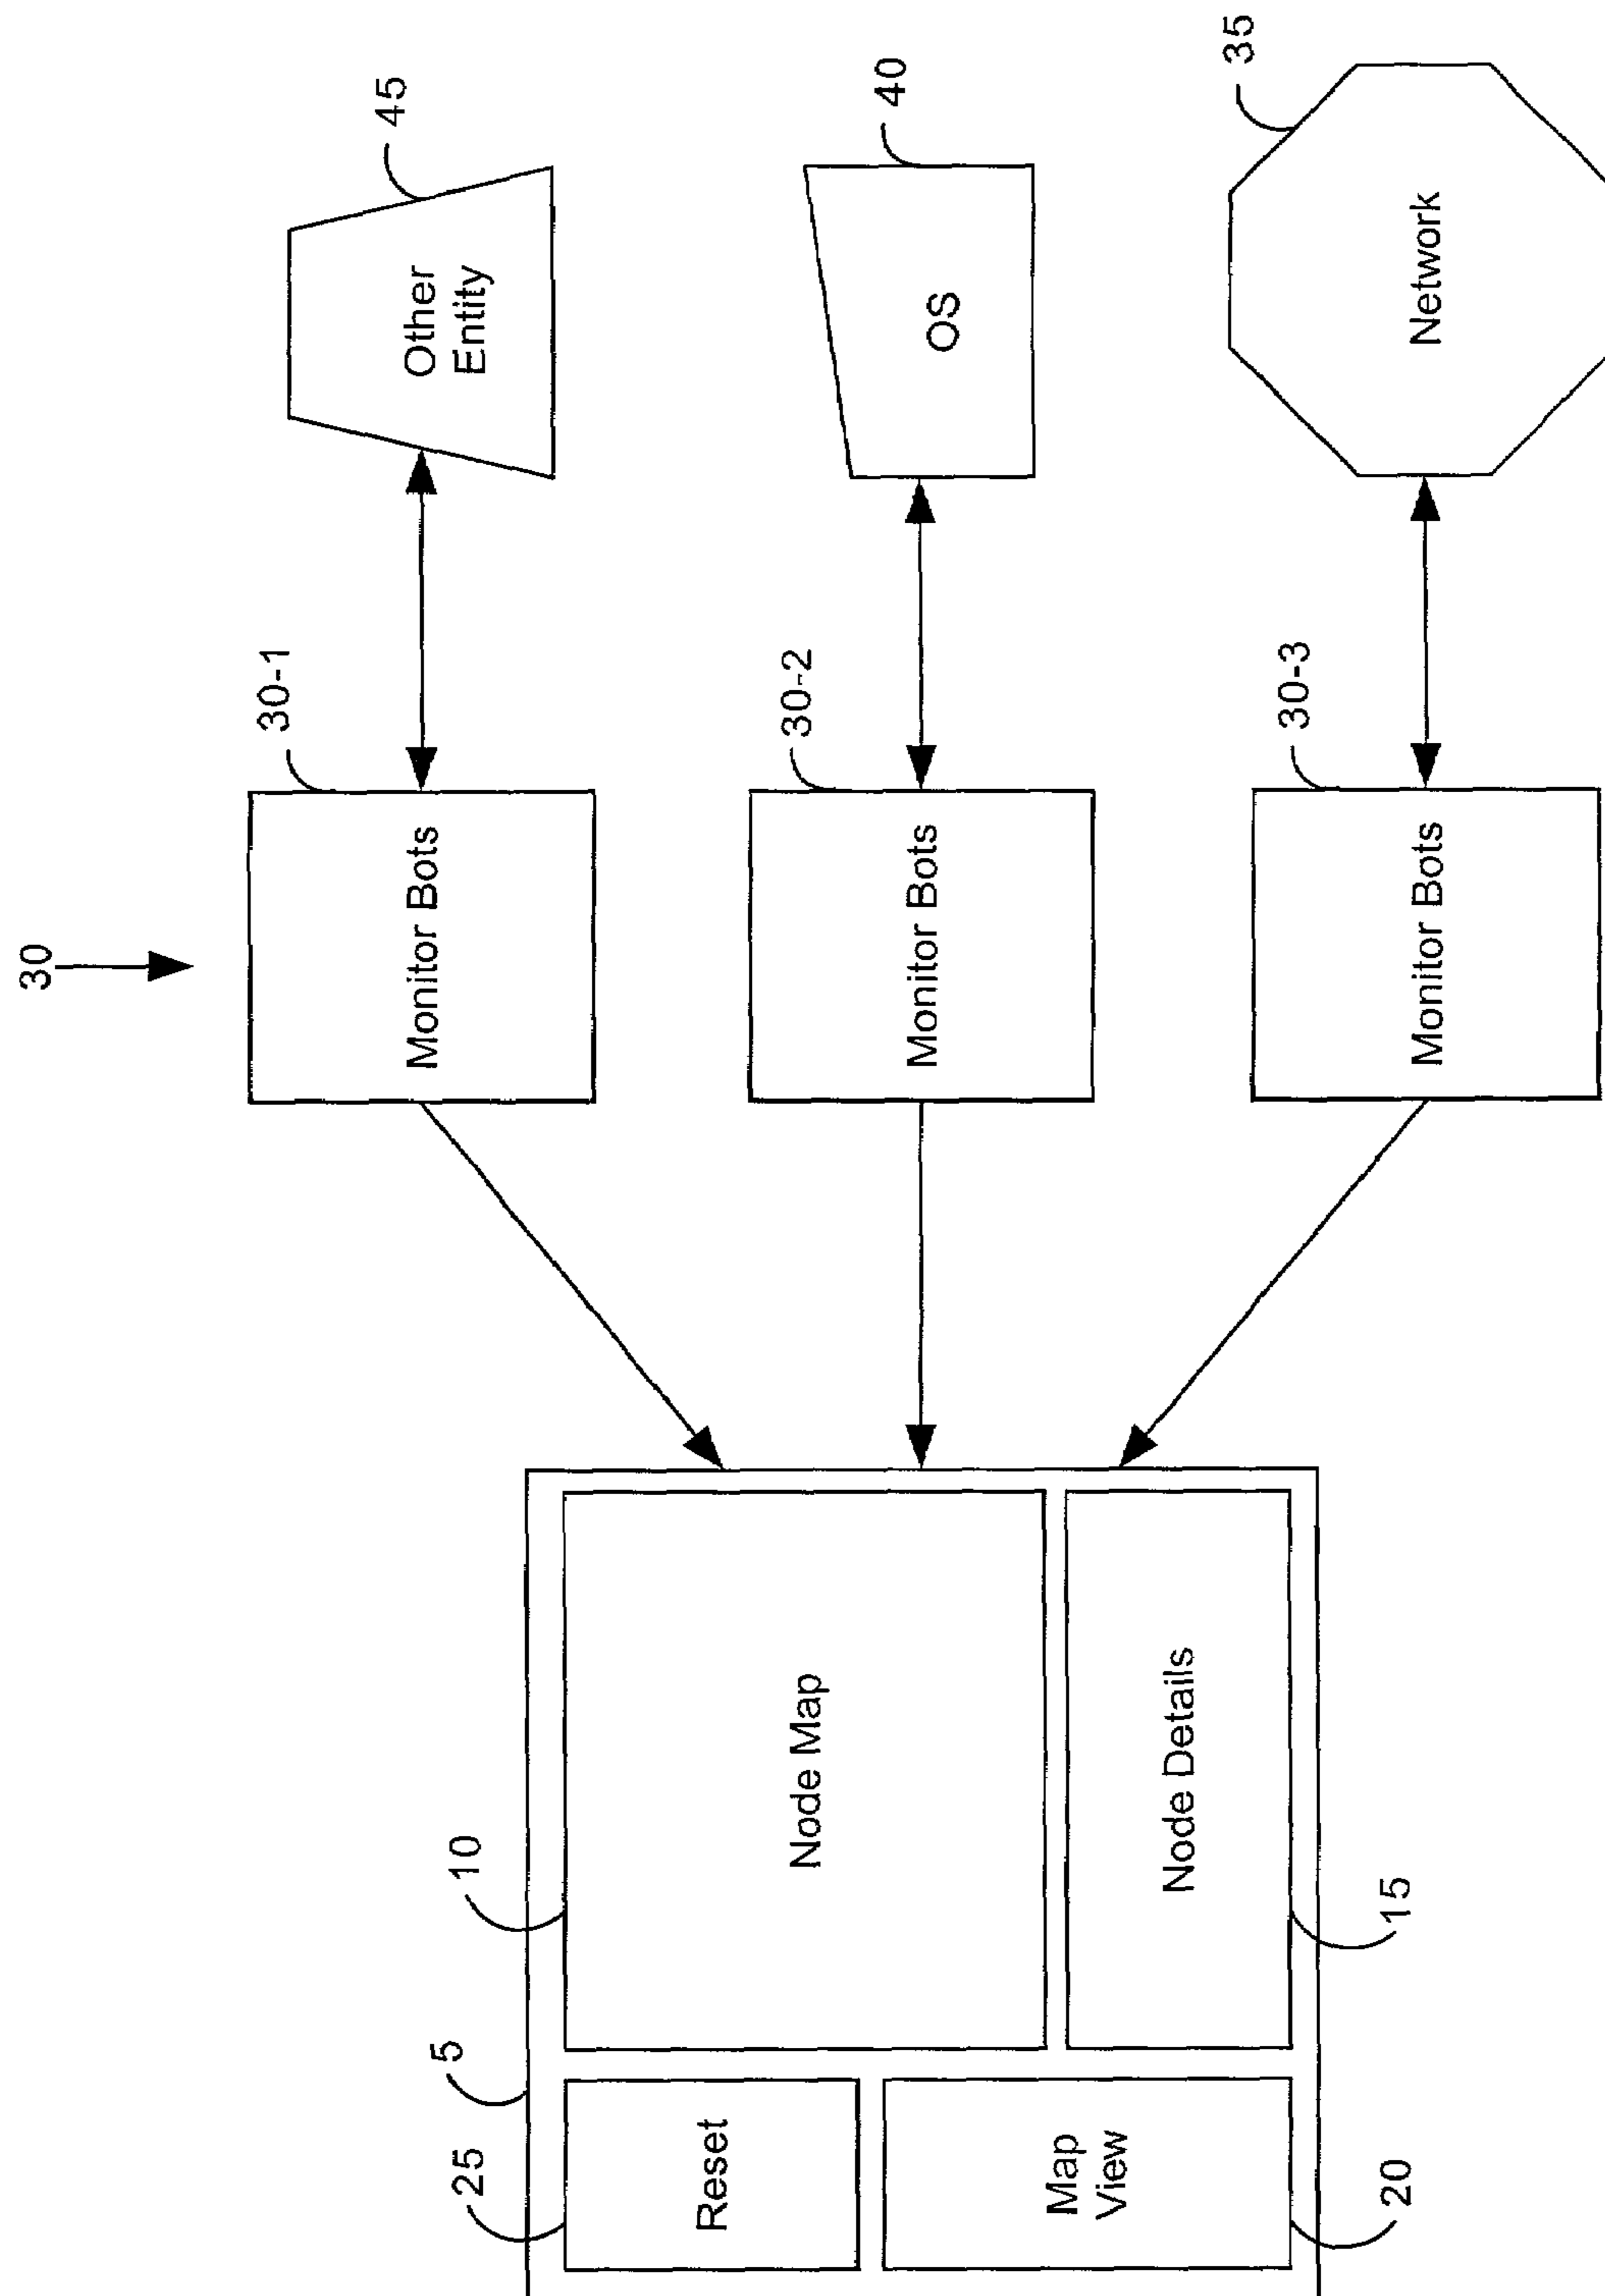 30
30-1
45
Monitor Bots
Other
Entity
25
5
10
Reset
Node Map
30-2
40
Monitor Bots
OS
Map
View
Node Details
20
15
30-3
35
Monitor Bots
Network